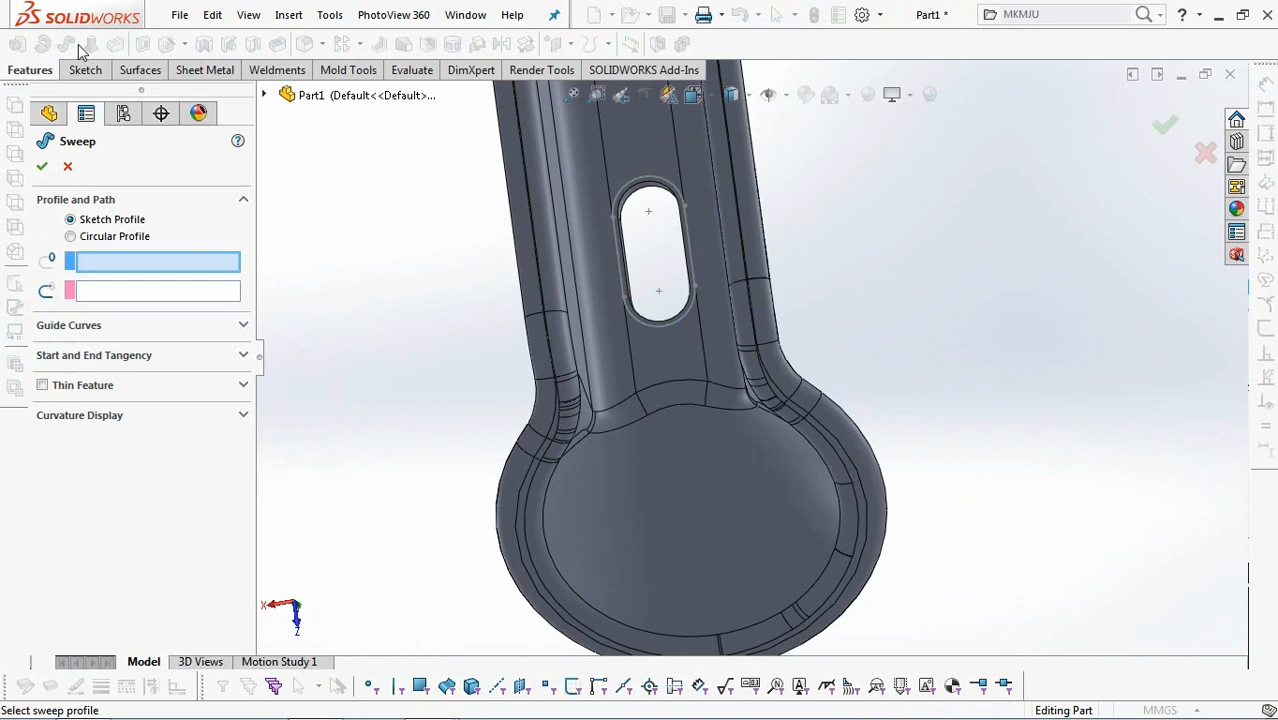 SOLIDWORKS File Edit View Insert Tools PhotoView 360 Window Help Part1 * MKMJU ?
Features Sketch Surfaces Sheet Metal Weldments Mold Tools Evaluate DimXpert Render Tools SOLIDWORKS Add-Ins
Part1 (Default<<Default>...
Sweep ?
Profile and Path
Sketch Profile
Circular Profile
Guide Curves
Start and End Tangency
Thin Feature
Curvature Display
X
Z
Model 3D Views Motion Study 1
Select sweep profile Editing Part MMGS